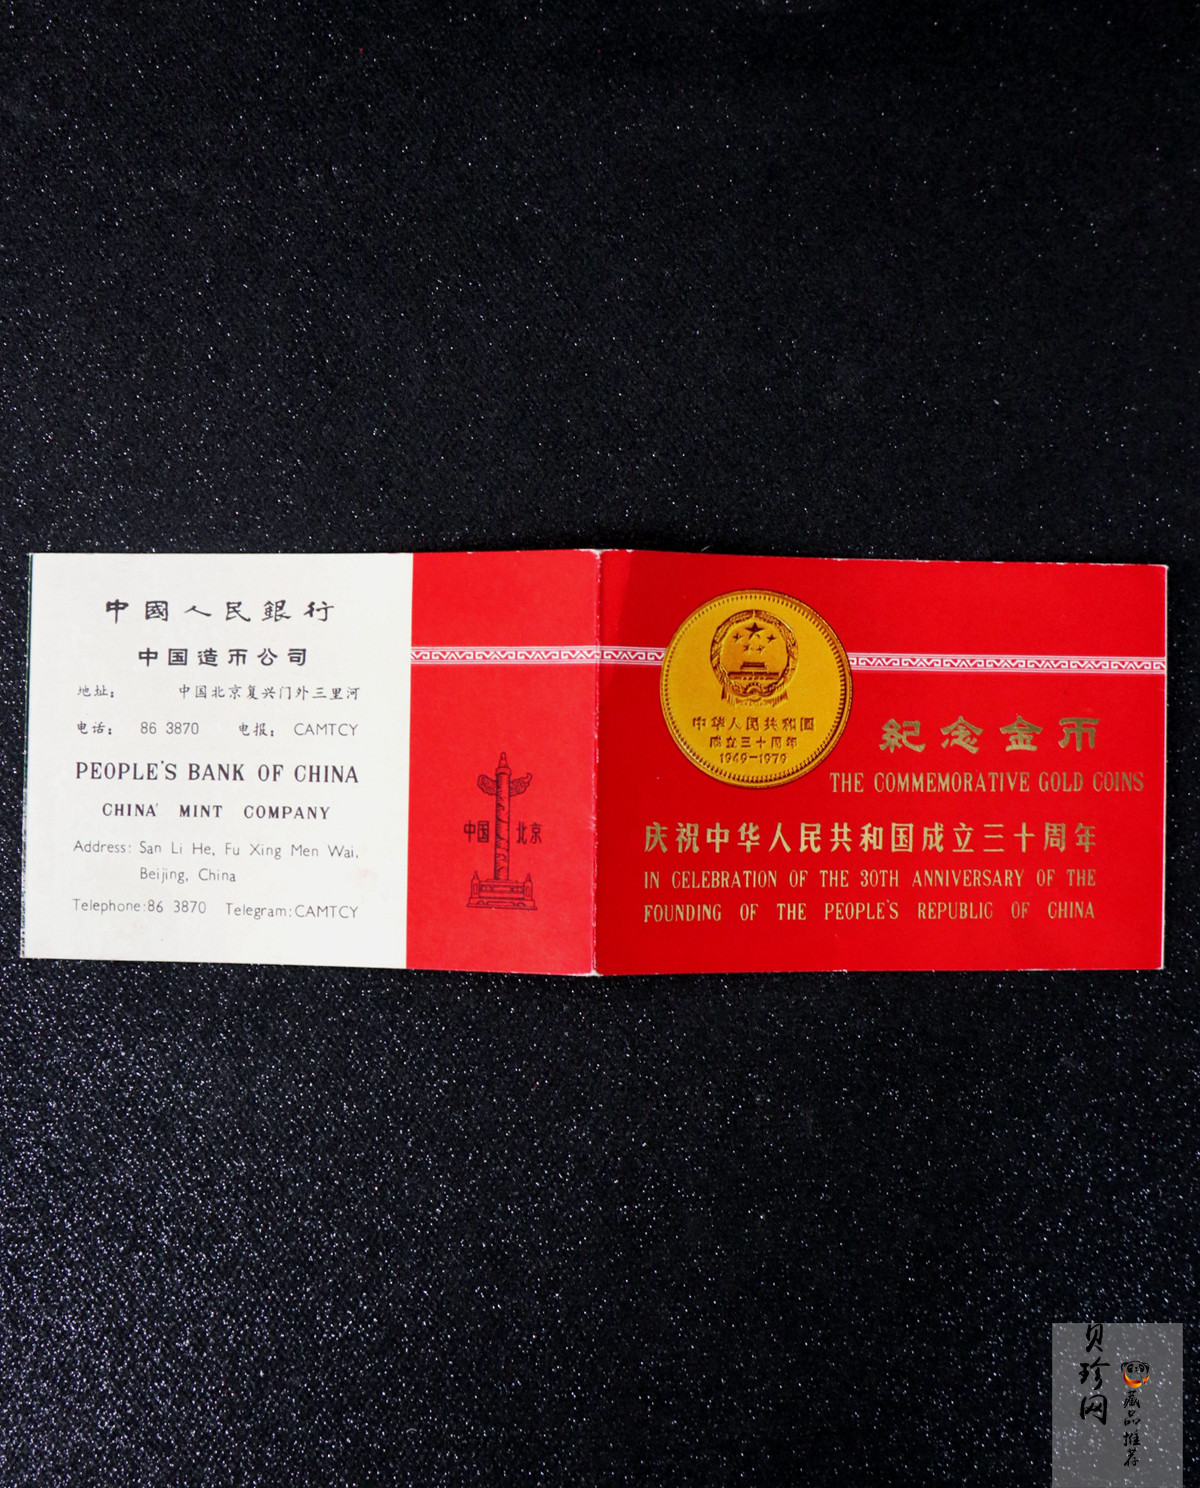 中國人民銀行
中国造币公司
地址： 中国北京复兴门外三里河
电话： 86 3870 电报： CAMTCY
PEOPLE'S BANK OF CHINA
CHINA' MINT COMPANY
Address: San Li He, Fu Xing Men Wai,
Beijing, China
Telephone:86 3870 Telegram:CAMTCY
中国 北京
中华人民共和国
成立三十周年
1949-1979
紀念金币
THE COMMEMORATIVE GOLD COINS
庆祝中华人民共和国成立三十周年
IN CELEBRATION OF THE 30TH ANNIVERSARY OF THE
FOUNDING OF THE PEOPLE'S REPUBLIC OF CHINA
贝珍网
藏品推荐